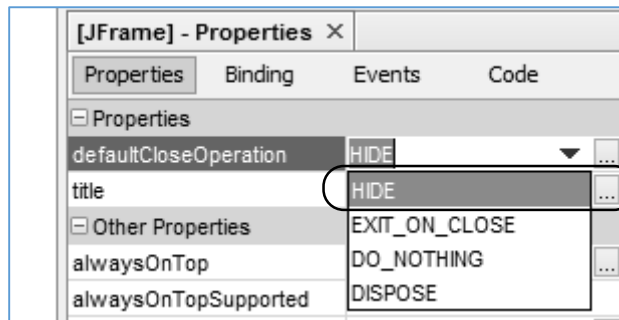 [JFrame] - Properties ×
Properties Binding Events Code
Properties
defaultCloseOperation HIDE ...
title HIDE ...
Other Properties EXIT_ON_CLOSE
alwaysOnTop DO_NOTHING ...
alwaysOnTopSupported DISPOSE